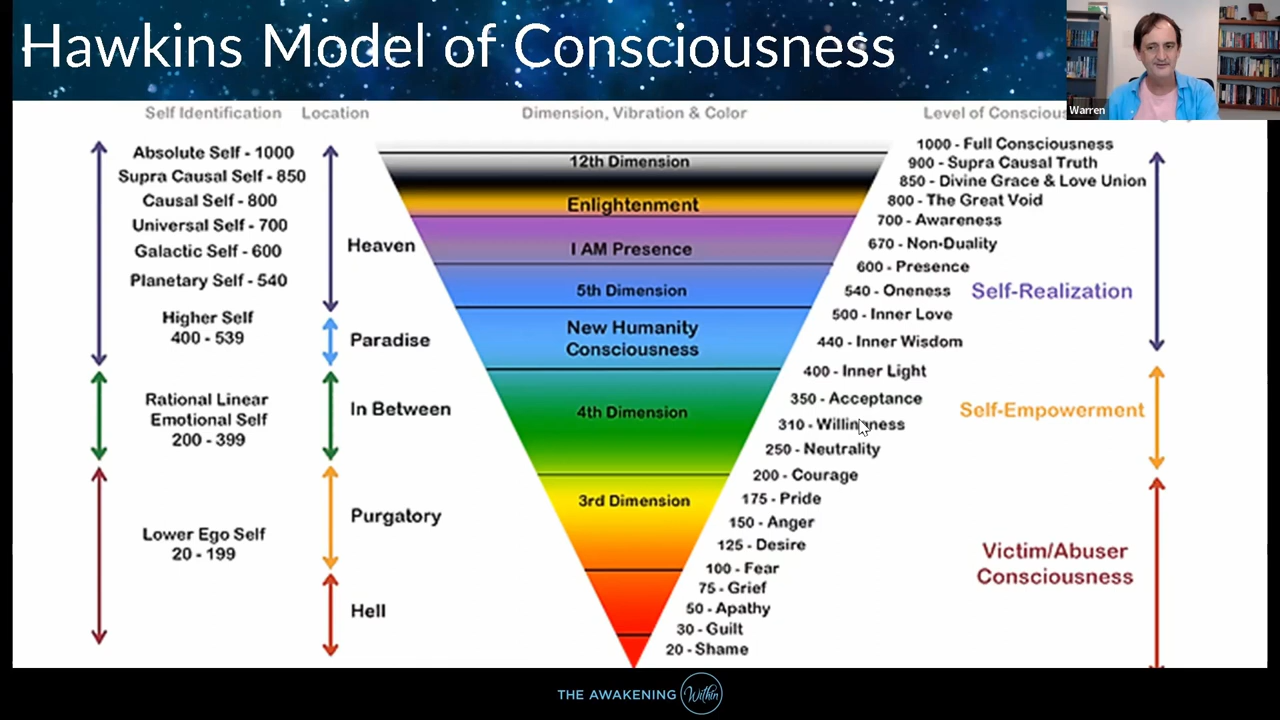 Hawkins Model of Consciousness
Warren
Self Identification
Location
Dimension, Vibration & Color
Level of
Absolute Self - 1000
Supra Causal Self - 850
Causal Self - 800
Universal Self - 700
Galactic Self - 600
Planetary Self - 540
Higher Self
400 - 539
Rational Linear
Emotional Self
200 - 399
Lower Ego Self
20 - 199
Heaven
Paradise
In Between
Purgatory
Hell
12th Dimension
Enlightenment
I AM Presence
5th Dimension
New Humanity
Consciousness
4th Dimension
3rd Dimension
1000 - Full Consciousness
900 - Supra Causal Truth
850 - Divine Grace & Love Union
800 - The Great Void
700 - Awareness
670 - Non-Duality
600 - Presence
540 - Oneness
500 - Inner Love
440 - Inner Wisdom
400 - Inner Light
350 - Acceptance
310 - Willingness
250 - Neutrality
200 - Courage
175 - Pride
150 - Anger
125 - Desire
100 - Fear
75 - Grief
50 - Apathy
30 - Guilt
20 - Shame
Self-Realization
Self-Empowerment
Victim/Abuser
Consciousness
THE AWAKENING Within